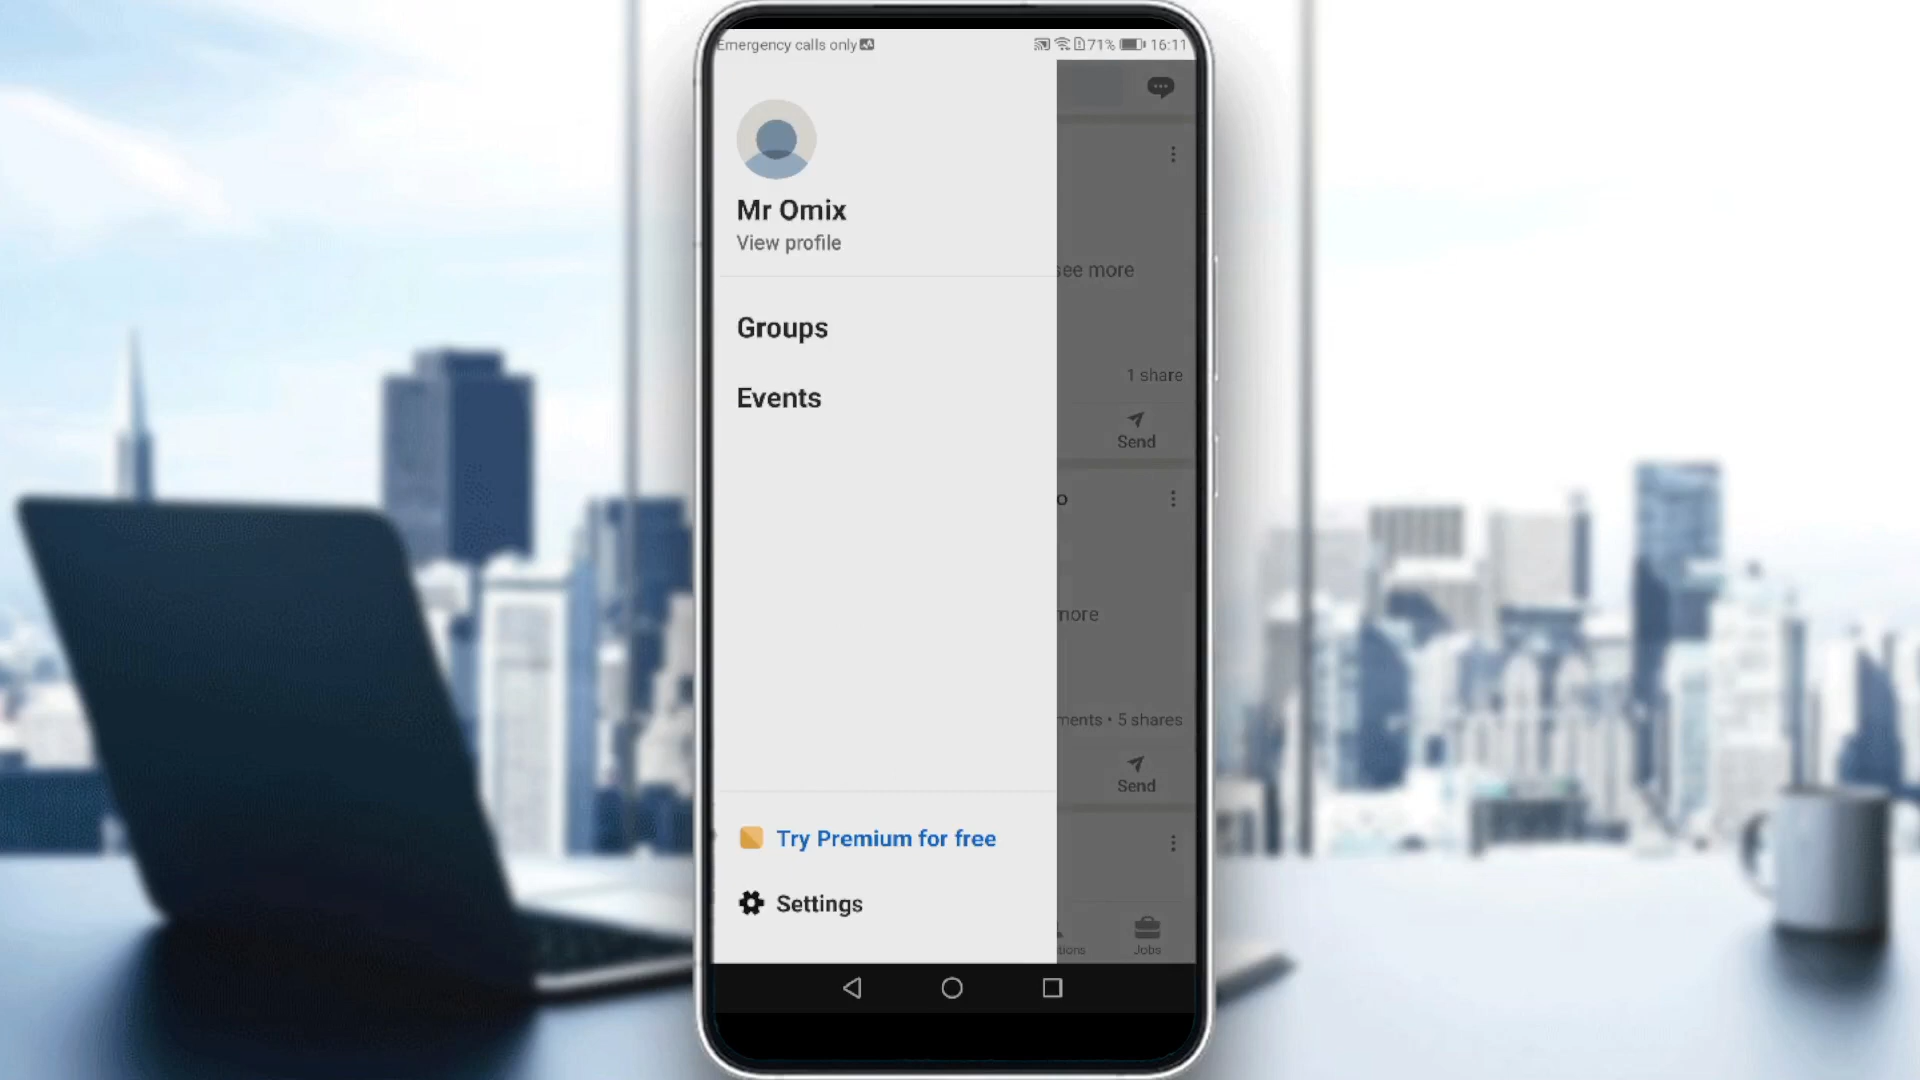 Emergency calls only
71% 16:11
Mr Omix
View profile
see more
Groups
1 share
Events
Send
o
more
ments • 5 shares
Send
Try Premium for free
Settings
tions
Jobs